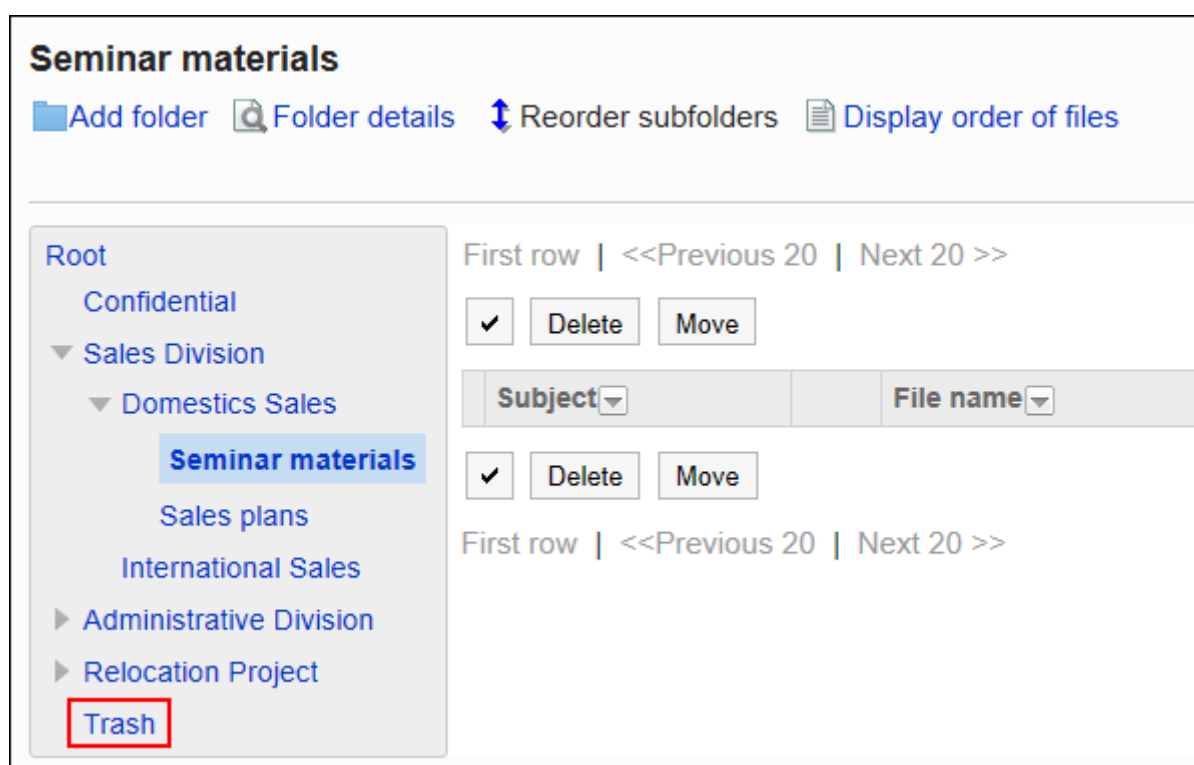 Seminar materials
Add folder Folder details Reorder subfolders Display order of files
Root
Confidential
Sales Division
Domestics Sales
Seminar materials
Sales plans
International Sales
Administrative Division
Relocation Project
Trash
First row | <<Previous 20 | Next 20 >>
Delete Move
Subject File name
Delete Move
First row | <<Previous 20 | Next 20 >>